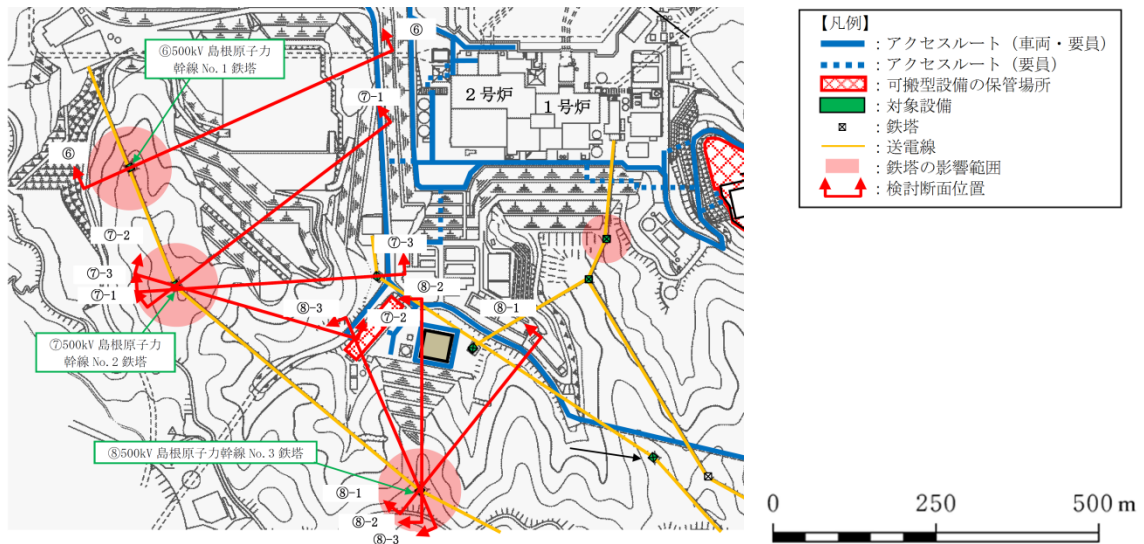 ⑥500kV 島根原子力
幹線 No.1 鉄塔
⑥
⑦-1
2号炉
1号炉
⑥
⑦-2
⑦-3
⑦-1
⑦-3
⑧-2
⑧-3
⑦-2
⑧-1
⑦500kV 島根原子力
幹線 No.2 鉄塔
⑧500kV 島根原子力幹線 No.3 鉄塔
⑧-1
⑧-2
⑧-3
【凡例】
：アクセスルート（車両・要員）
：アクセスルート（要員）
：可搬型設備の保管場所
：対象設備
：鉄塔
：送電線
：鉄塔の影響範囲
：検討断面位置
0 250 500 m